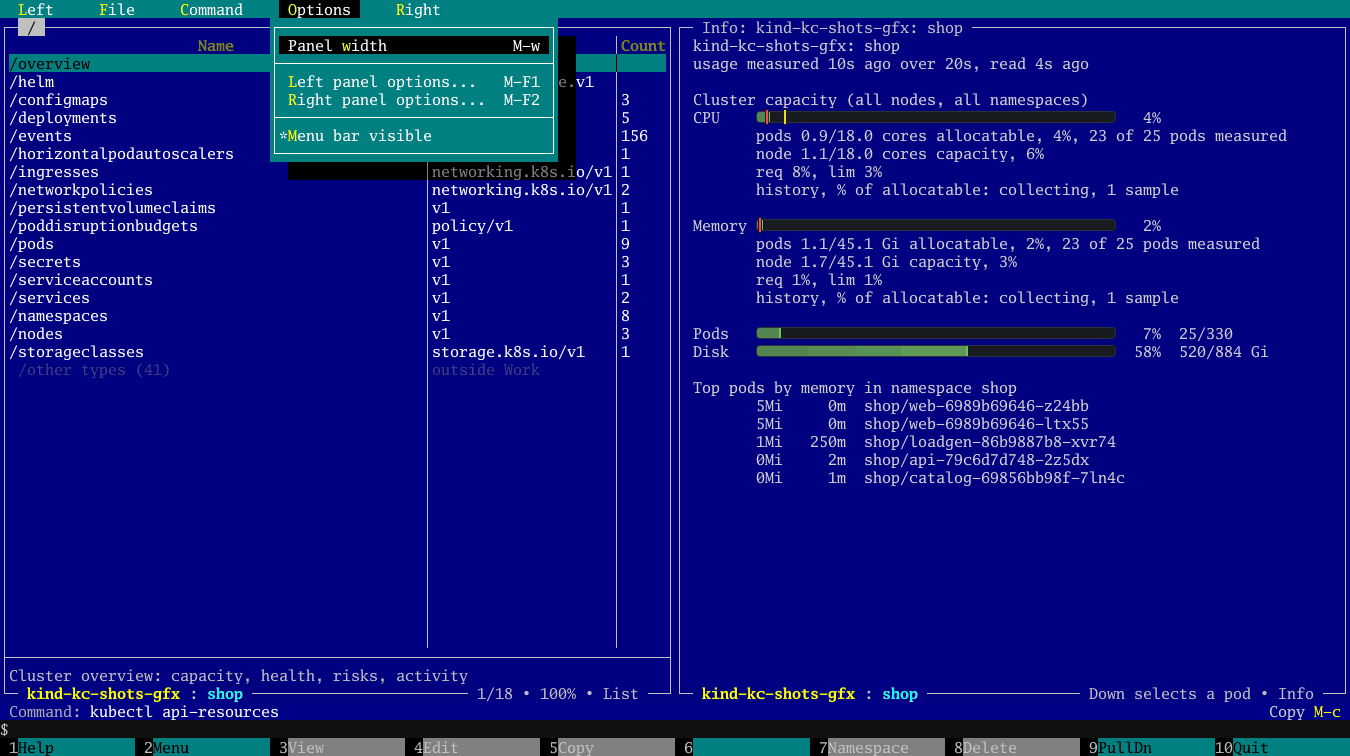 Left File Command Options Right
/
Name Count
Panel width M-w
Left panel options... M-F1
Right panel options... M-F2
*Menu bar visible
/overview
/helm e.v1
/configmaps 3
/deployments 5
/events 156
/horizontalpodautoscalers 1
/ingresses networking.k8s.io/v1 1
/networkpolicies networking.k8s.io/v1 2
/persistentvolumeclaims v1 1
/poddisruptionbudgets policy/v1 1
/pods v1 9
/secrets v1 3
/serviceaccounts v1 1
/services v1 2
/namespaces v1 8
/nodes v1 3
/storageclasses storage.k8s.io/v1 1
/other types (41) outside Work
Cluster overview: capacity, health, risks, activity
kind-kc-shots-gfx : shop 1/18 • 100% • List
Info: kind-kc-shots-gfx: shop
kind-kc-shots-gfx: shop
usage measured 10s ago over 20s, read 4s ago
Cluster capacity (all nodes, all namespaces)
CPU 4%
pods 0.9/18.0 cores allocatable, 4%, 23 of 25 pods measured
node 1.1/18.0 cores capacity, 6%
req 8%, lim 3%
history, % of allocatable: collecting, 1 sample
Memory 2%
pods 1.1/45.1 Gi allocatable, 2%, 23 of 25 pods measured
node 1.7/45.1 Gi capacity, 3%
req 1%, lim 1%
history, % of allocatable: collecting, 1 sample
Pods 7% 25/330
Disk 58% 520/884 Gi
Top pods by memory in namespace shop
5Mi 0m shop/web-6989b69646-z24bb
5Mi 0m shop/web-6989b69646-ltx55
1Mi 250m shop/loadgen-86b9887b8-xvr74
0Mi 2m shop/api-79c6d7d748-2z5dx
0Mi 1m shop/catalog-69856bb98f-7ln4c
kind-kc-shots-gfx : shop Down selects a pod • Info
Command: kubectl api-resources Copy M-c
$
1Help 2Menu 3View 4Edit 5Copy 6 7Namespace 8Delete 9PullDn 10Quit